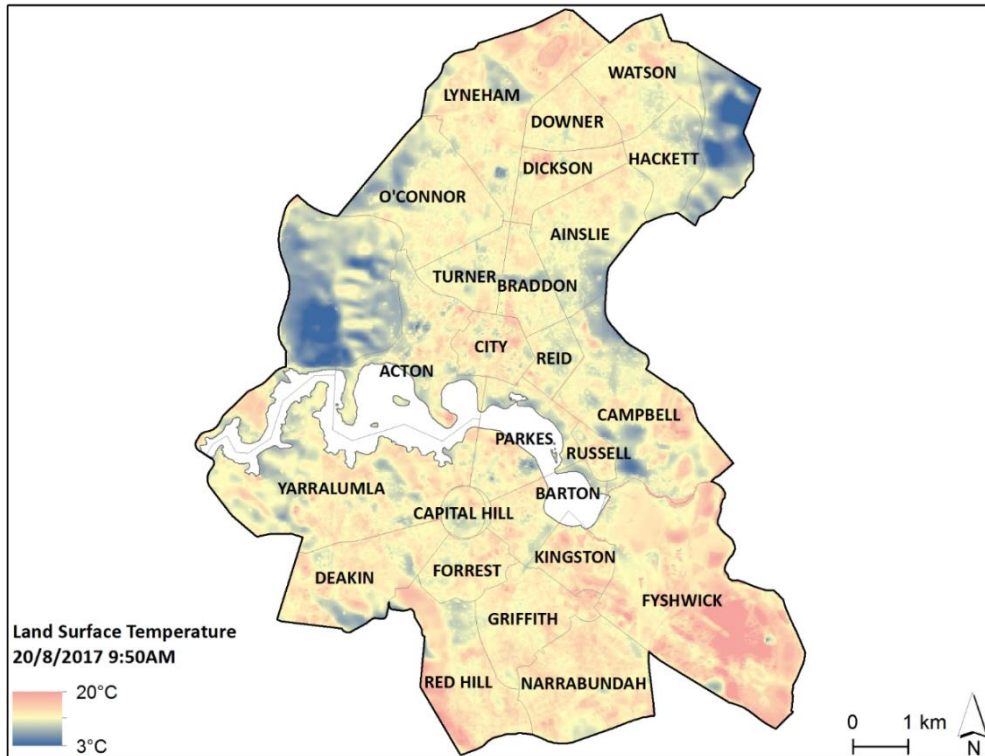 WATSON
LYNEHAM
DOWNER
DICKSON
HACKETT
O'CONNOR
AINSLIE
TURNER
BRADDON
CITY
REID
ACTON
CAMPBELL
PARKES
RUSSELL
YARRALUMLA
BARTON
CAPITAL HILL
KINGSTON
DEAKIN
FORREST
FYSHWICK
GRIFFITH
RED HILL
NARRABUNDAH
Land Surface Temperature
20/8/2017 9:50AM
20°C
3°C
0 1 km
N